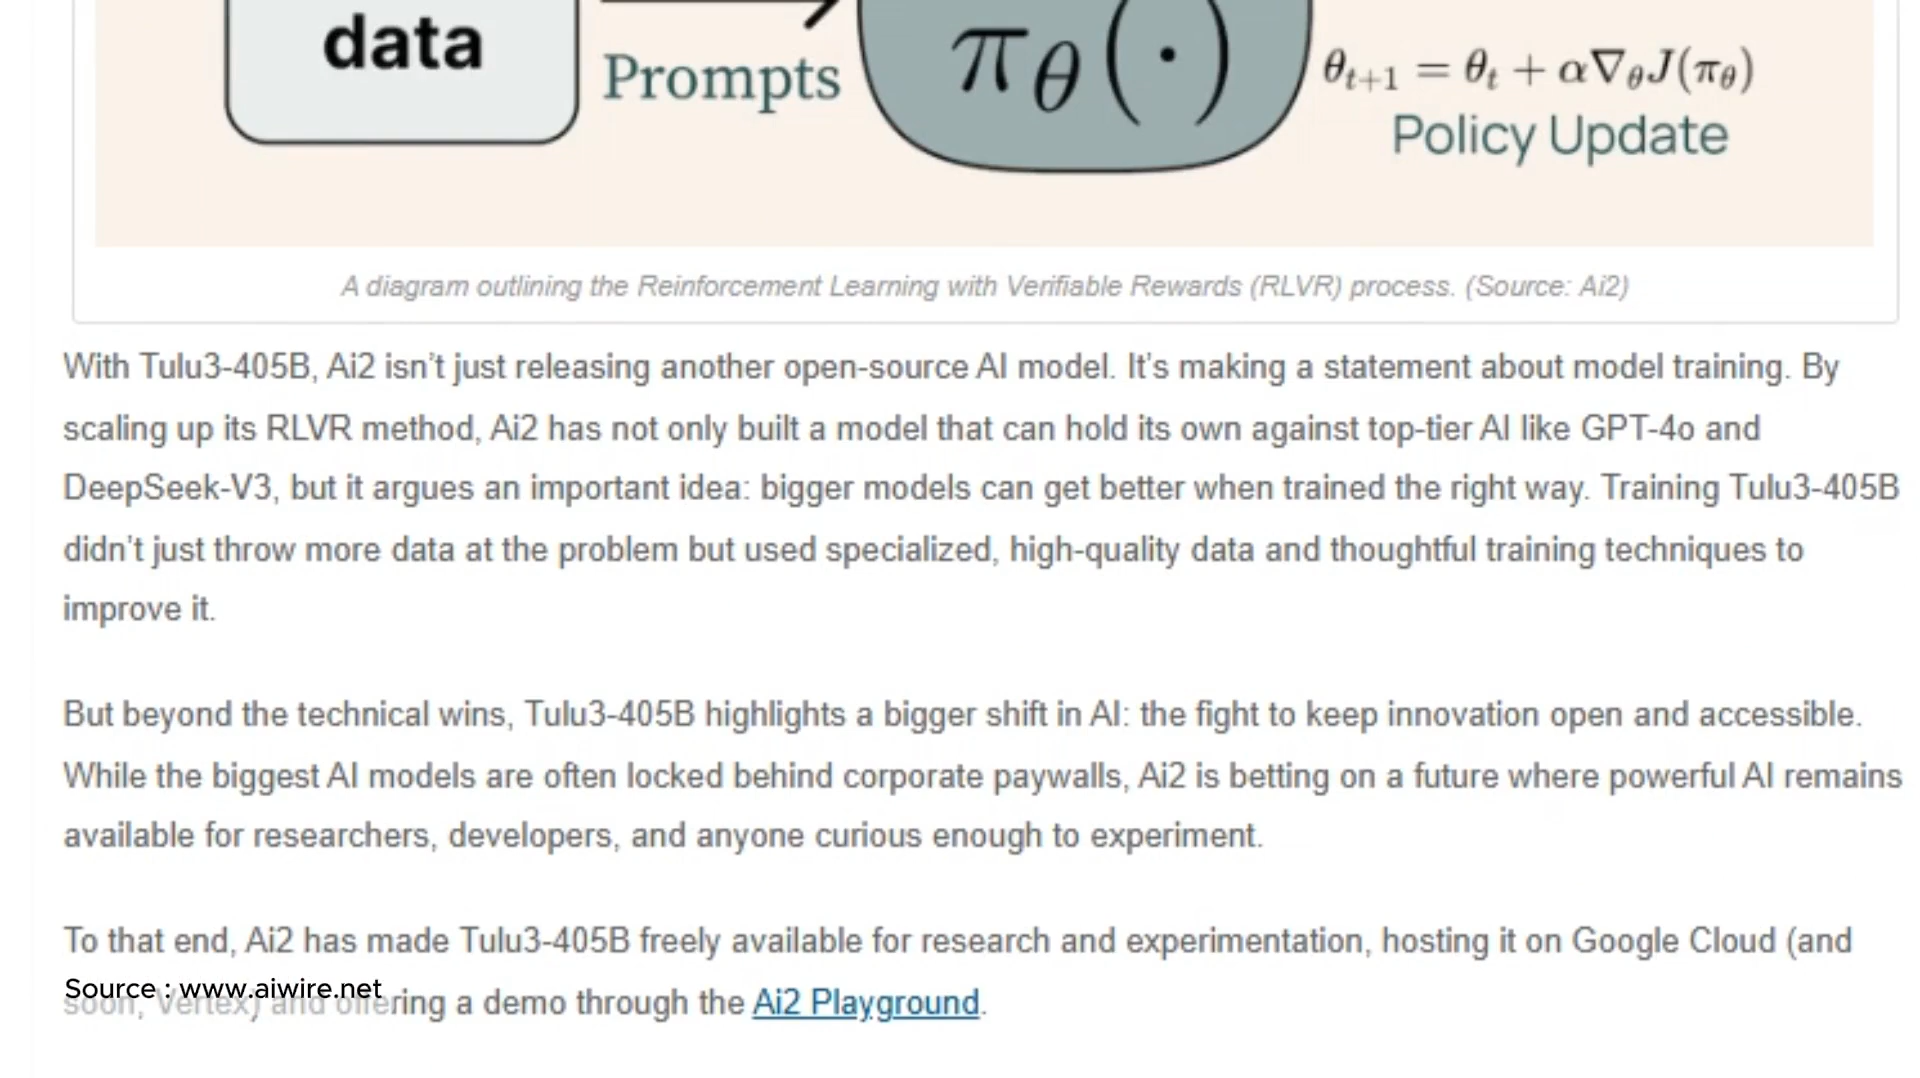 data
Prompts
πθ(·)
θt+1 = θt + α∇θJ(πθ)
Policy Update
A diagram outlining the Reinforcement Learning with Verifiable Rewards (RLVR) process. (Source: Ai2)
With Tulu3-405B, Ai2 isn’t just releasing another open-source AI model. It’s making a statement about model training. By
scaling up its RLVR method, Ai2 has not only built a model that can hold its own against top-tier AI like GPT-4o and
DeepSeek-V3, but it argues an important idea: bigger models can get better when trained the right way. Training Tulu3-405B
didn’t just throw more data at the problem but used specialized, high-quality data and thoughtful training techniques to
improve it.
But beyond the technical wins, Tulu3-405B highlights a bigger shift in AI: the fight to keep innovation open and accessible.
While the biggest AI models are often locked behind corporate paywalls, Ai2 is betting on a future where powerful AI remains
available for researchers, developers, and anyone curious enough to experiment.
To that end, Ai2 has made Tulu3-405B freely available for research and experimentation, hosting it on Google Cloud (and
Source : www.aiwire.net
soon, Vertex) and offering a demo through the Ai2 Playground.